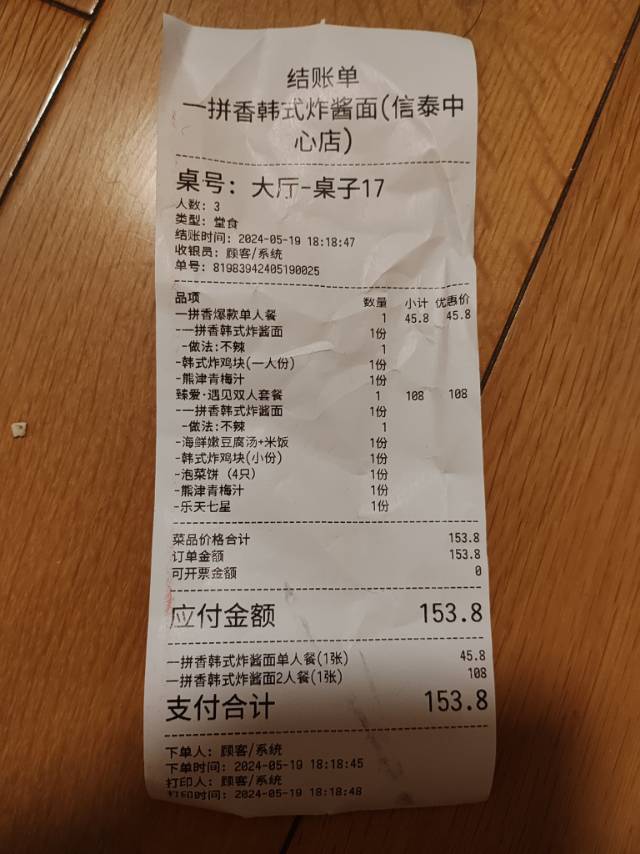 结账单
一拼香韩式炸酱面(信泰中
心店)
桌号: 大厅-桌子17
人数: 3
类型: 堂食
结账时间: 2024-05-19 18:18:47
收银员: 顾客/系统
单号: 81983942405190025
品项 数量 小计 优惠价
一拼香爆款单人餐 1 45.8 45.8
-一拼香韩式炸酱面 1份
-做法:不辣 1
-韩式炸鸡块(一人份) 1份
-熊津青梅汁 1份
臻爱·遇见双人套餐 1 108 108
-一拼香韩式炸酱面 1份
-做法:不辣 1
-海鲜嫩豆腐汤+米饭 1份
-韩式炸鸡块(小份) 1份
-泡菜饼 (4只) 1份
-熊津青梅汁 1份
-乐天七星 1份
菜品价格合计 153.8
订单金额 153.8
可开票金额 0
应付金额 153.8
一拼香韩式炸酱面单人餐(1张) 45.8
一拼香韩式炸酱面2人餐(1张) 108
支付合计 153.8
下单人: 顾客/系统
下单时间: 2024-05-19 18:18:45
打印人: 顾客/系统
打印时间: 2024-05-19 18:18:48